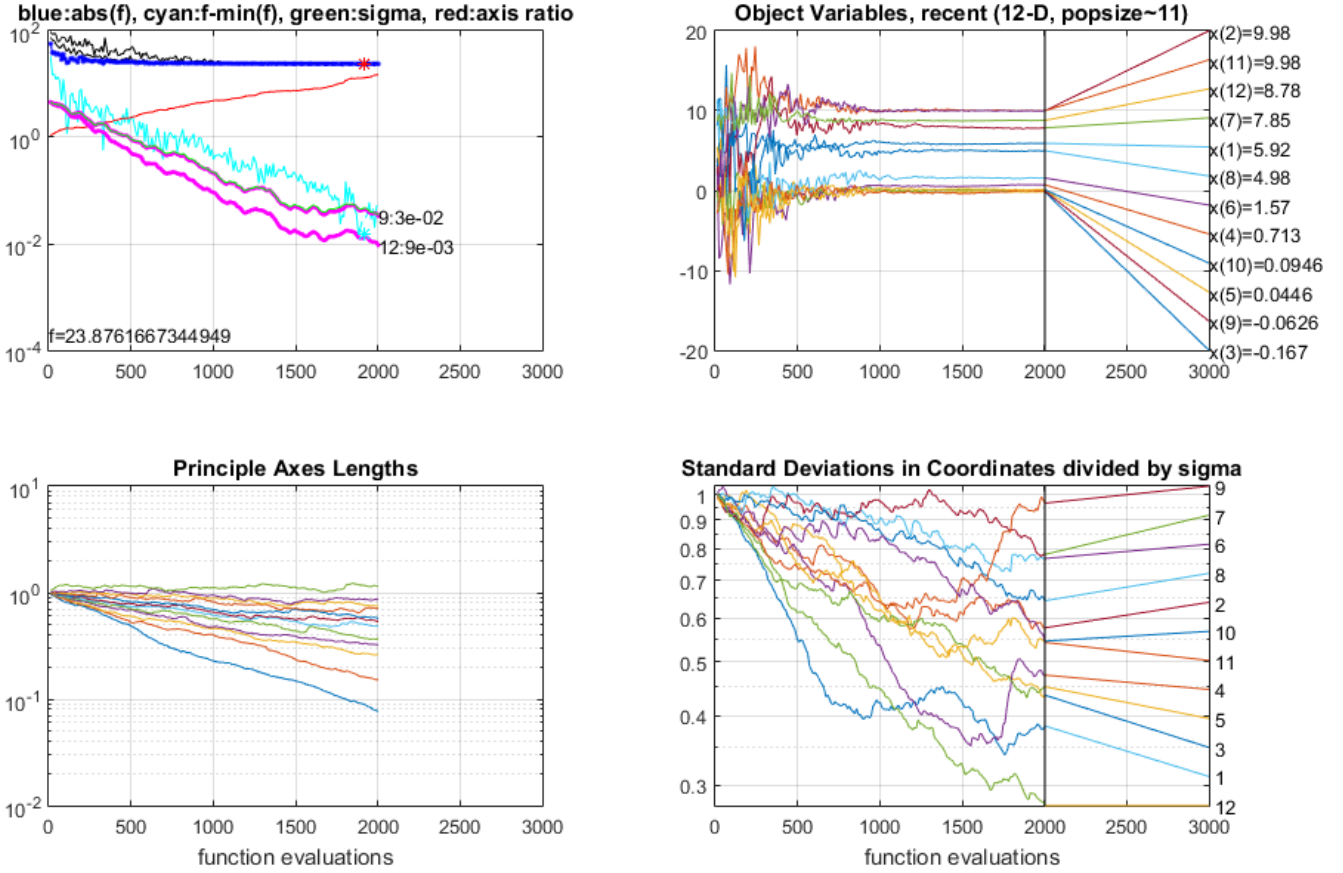 blue:abs(f), cyan:f-min(f), green:sigma, red:axis ratio
10^2
10^0
10^-2
10^-4
9:3e-02
12:9e-03
f=23.8761667344949
0 500 1000 1500 2000 2500 3000
Object Variables, recent (12-D, popsize~11)
20
10
0
-10
-20
x(2)=9.98
x(11)=9.98
x(12)=8.78
x(7)=7.85
x(1)=5.92
x(8)=4.98
x(6)=1.57
x(4)=0.713
x(10)=0.0946
x(5)=0.0446
x(9)=-0.0626
x(3)=-0.167
0 500 1000 1500 2000 2500 3000
Principle Axes Lengths
10^1
10^0
10^-1
10^-2
0 500 1000 1500 2000 2500 3000
function evaluations
Standard Deviations in Coordinates divided by sigma
1
0.9
0.8
0.7
0.6
0.5
0.4
0.3
9
7
6
8
2
10
11
4
5
3
1
12
0 500 1000 1500 2000 2500 3000
function evaluations